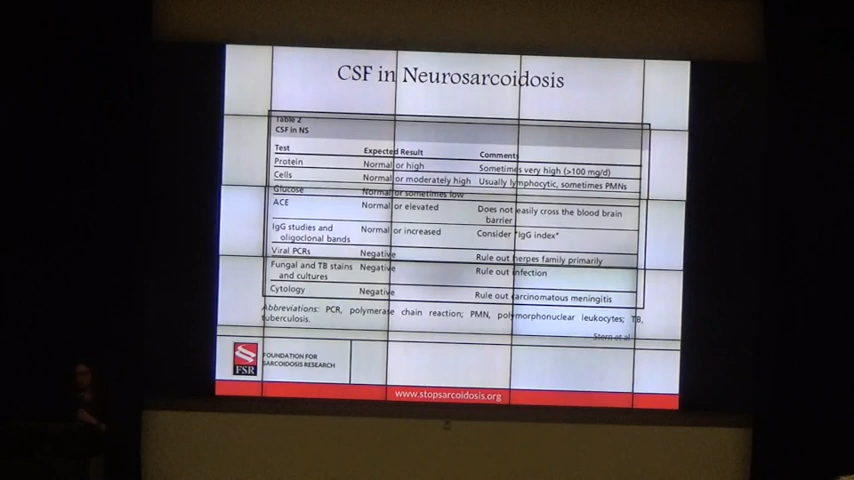 CSF in Neurosarcoidosis
Table 2
CSF in NS
Test Expected Result Comments
Protein Normal or high Sometimes very high (>100 mg/d)
Cells Normal or moderately high Usually lymphocytic, sometimes PMNs
Glucose Normal or sometimes low
ACE Normal or elevated Does not easily cross the blood brain
barrier
IgG studies and Normal or increased Consider "IgG index"
oligoclonal bands
Viral PCRs Negative Rule out herpes family primarily
Fungal and TB stains Negative Rule out infection
and cultures
Cytology Negative Rule out carcinomatous meningitis
Abbreviations: PCR, polymerase chain reaction; PMN, polymorphonuclear leukocytes; TB,
tuberculosis.
Stern et al
FSR
FOUNDATION FOR
SARCOIDOSIS RESEARCH
www.stopsarcoidosis.org